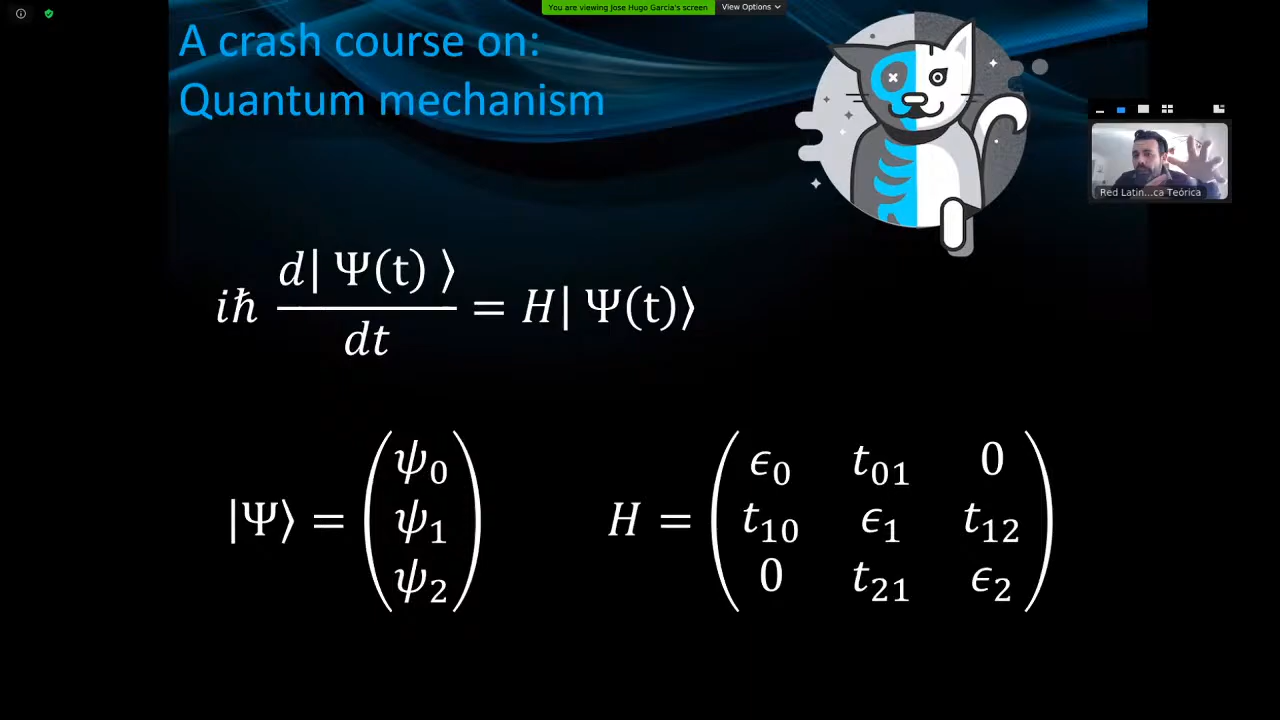 You are viewing Jose Hugo Garcia's screen
View Options
A crash course on:
Quantum mechanism
Red Latin...ca Teórica
iħ d| Ψ(t) ⟩ / dt = H| Ψ(t)⟩
|Ψ⟩ = (ψ₀ ψ₁ ψ₂)
H = (ϵ₀ t₀₁ 0
t₁₀ ϵ₁ t₁₂
0 t₂₁ ϵ₂)